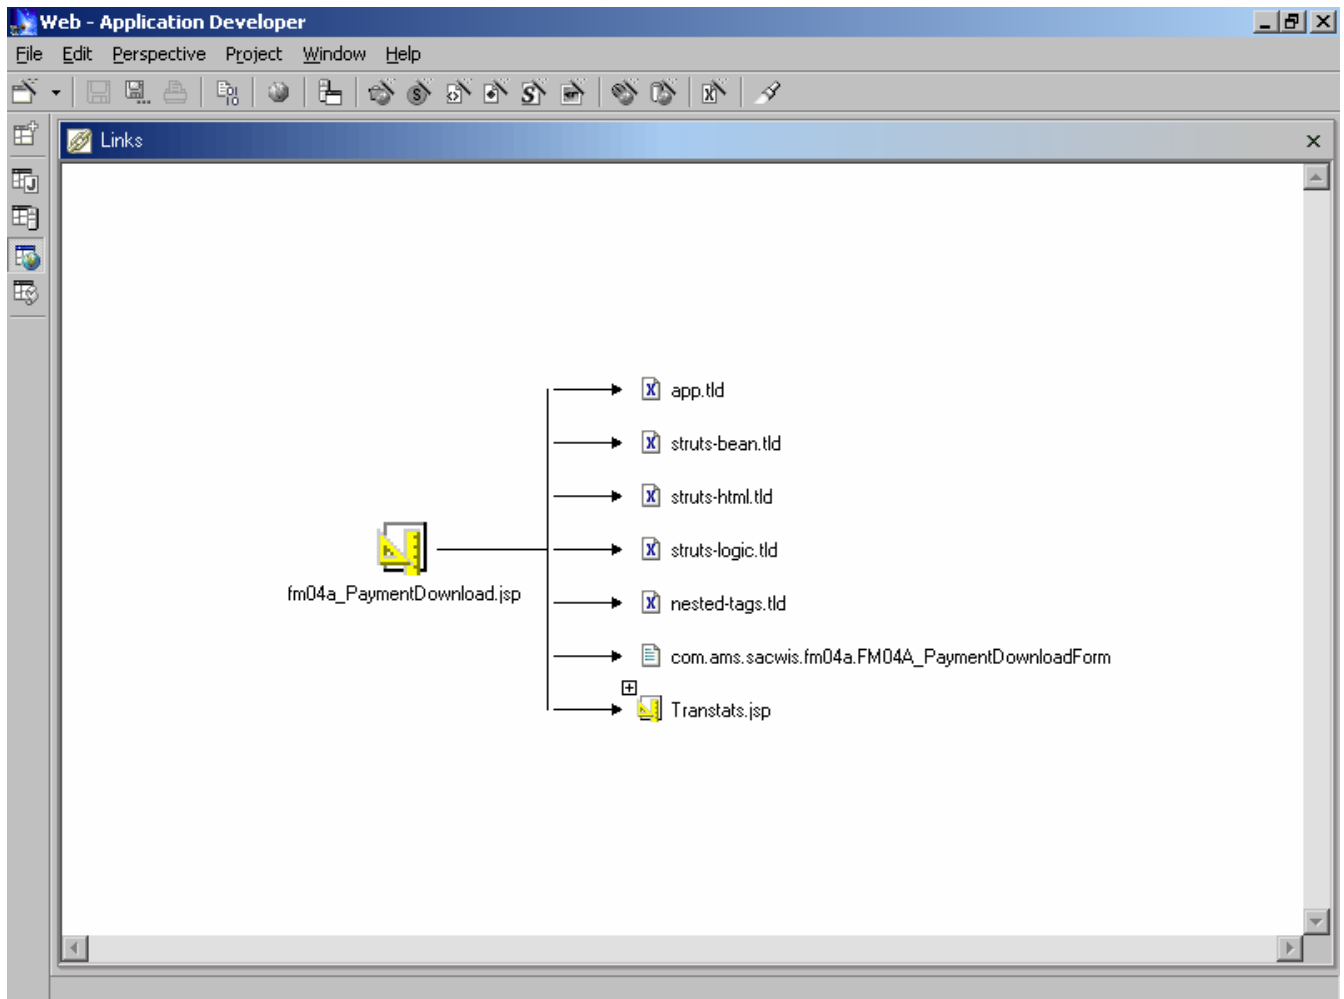 Web - Application Developer
File Edit Perspective Project Window Help
Links
app.tld
struts-bean.tld
struts-html.tld
struts-logic.tld
fm04a_PaymentDownload.jsp
nested-tags.tld
com.ams.sacwis.fm04a.FM04A_PaymentDownloadForm
Transtats.jsp